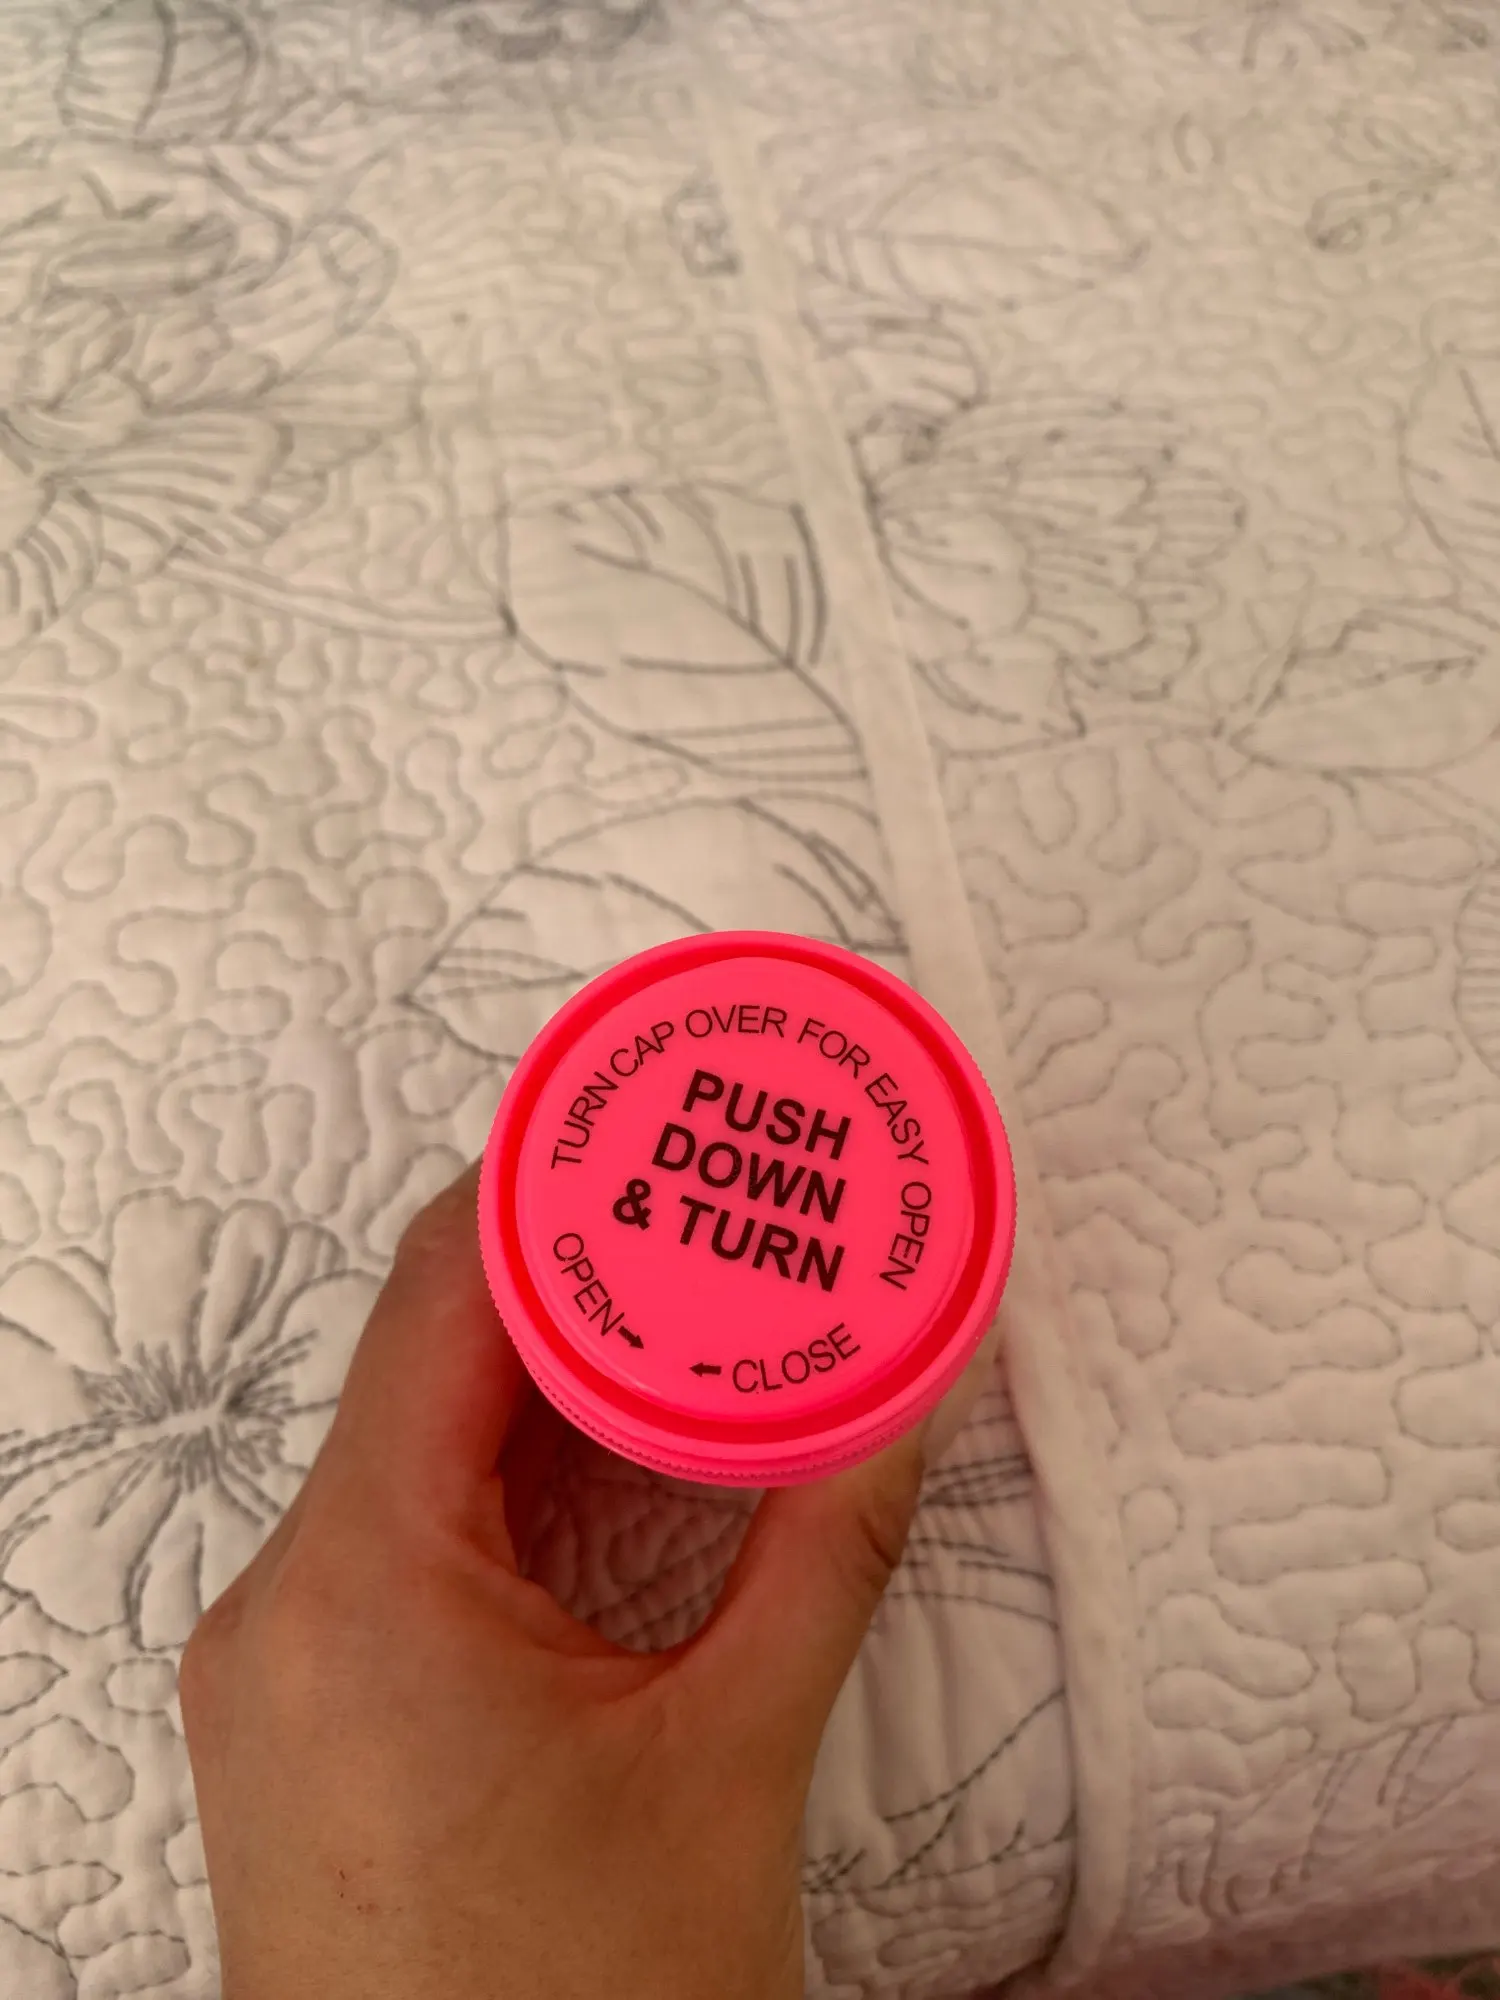 TURN CAP OVER FOR EASY OPEN
PUSH
DOWN
& TURN
OPEN→
←CLOSE